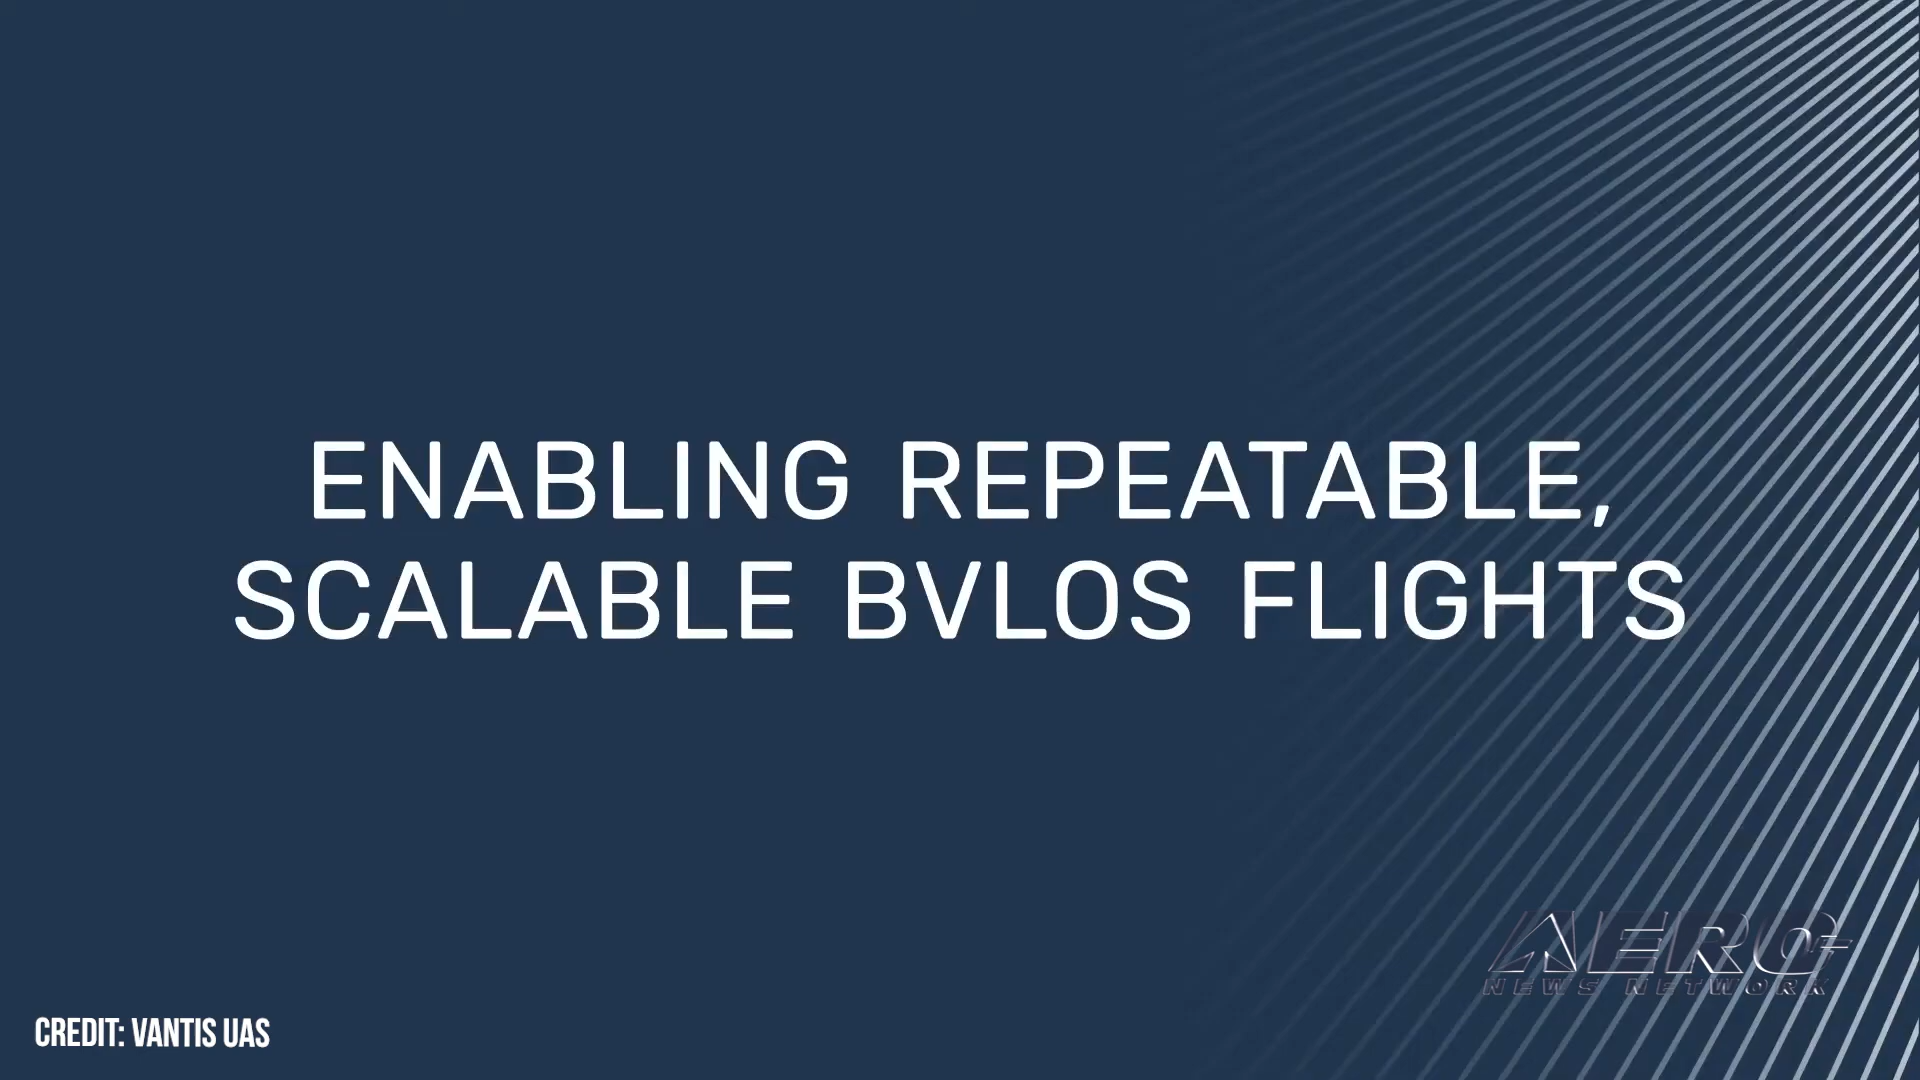 ENABLING REPEATABLE,
SCALABLE BVLOS FLIGHTS
AERO
NEWS NETWORK
CREDIT: VANTIS UAS